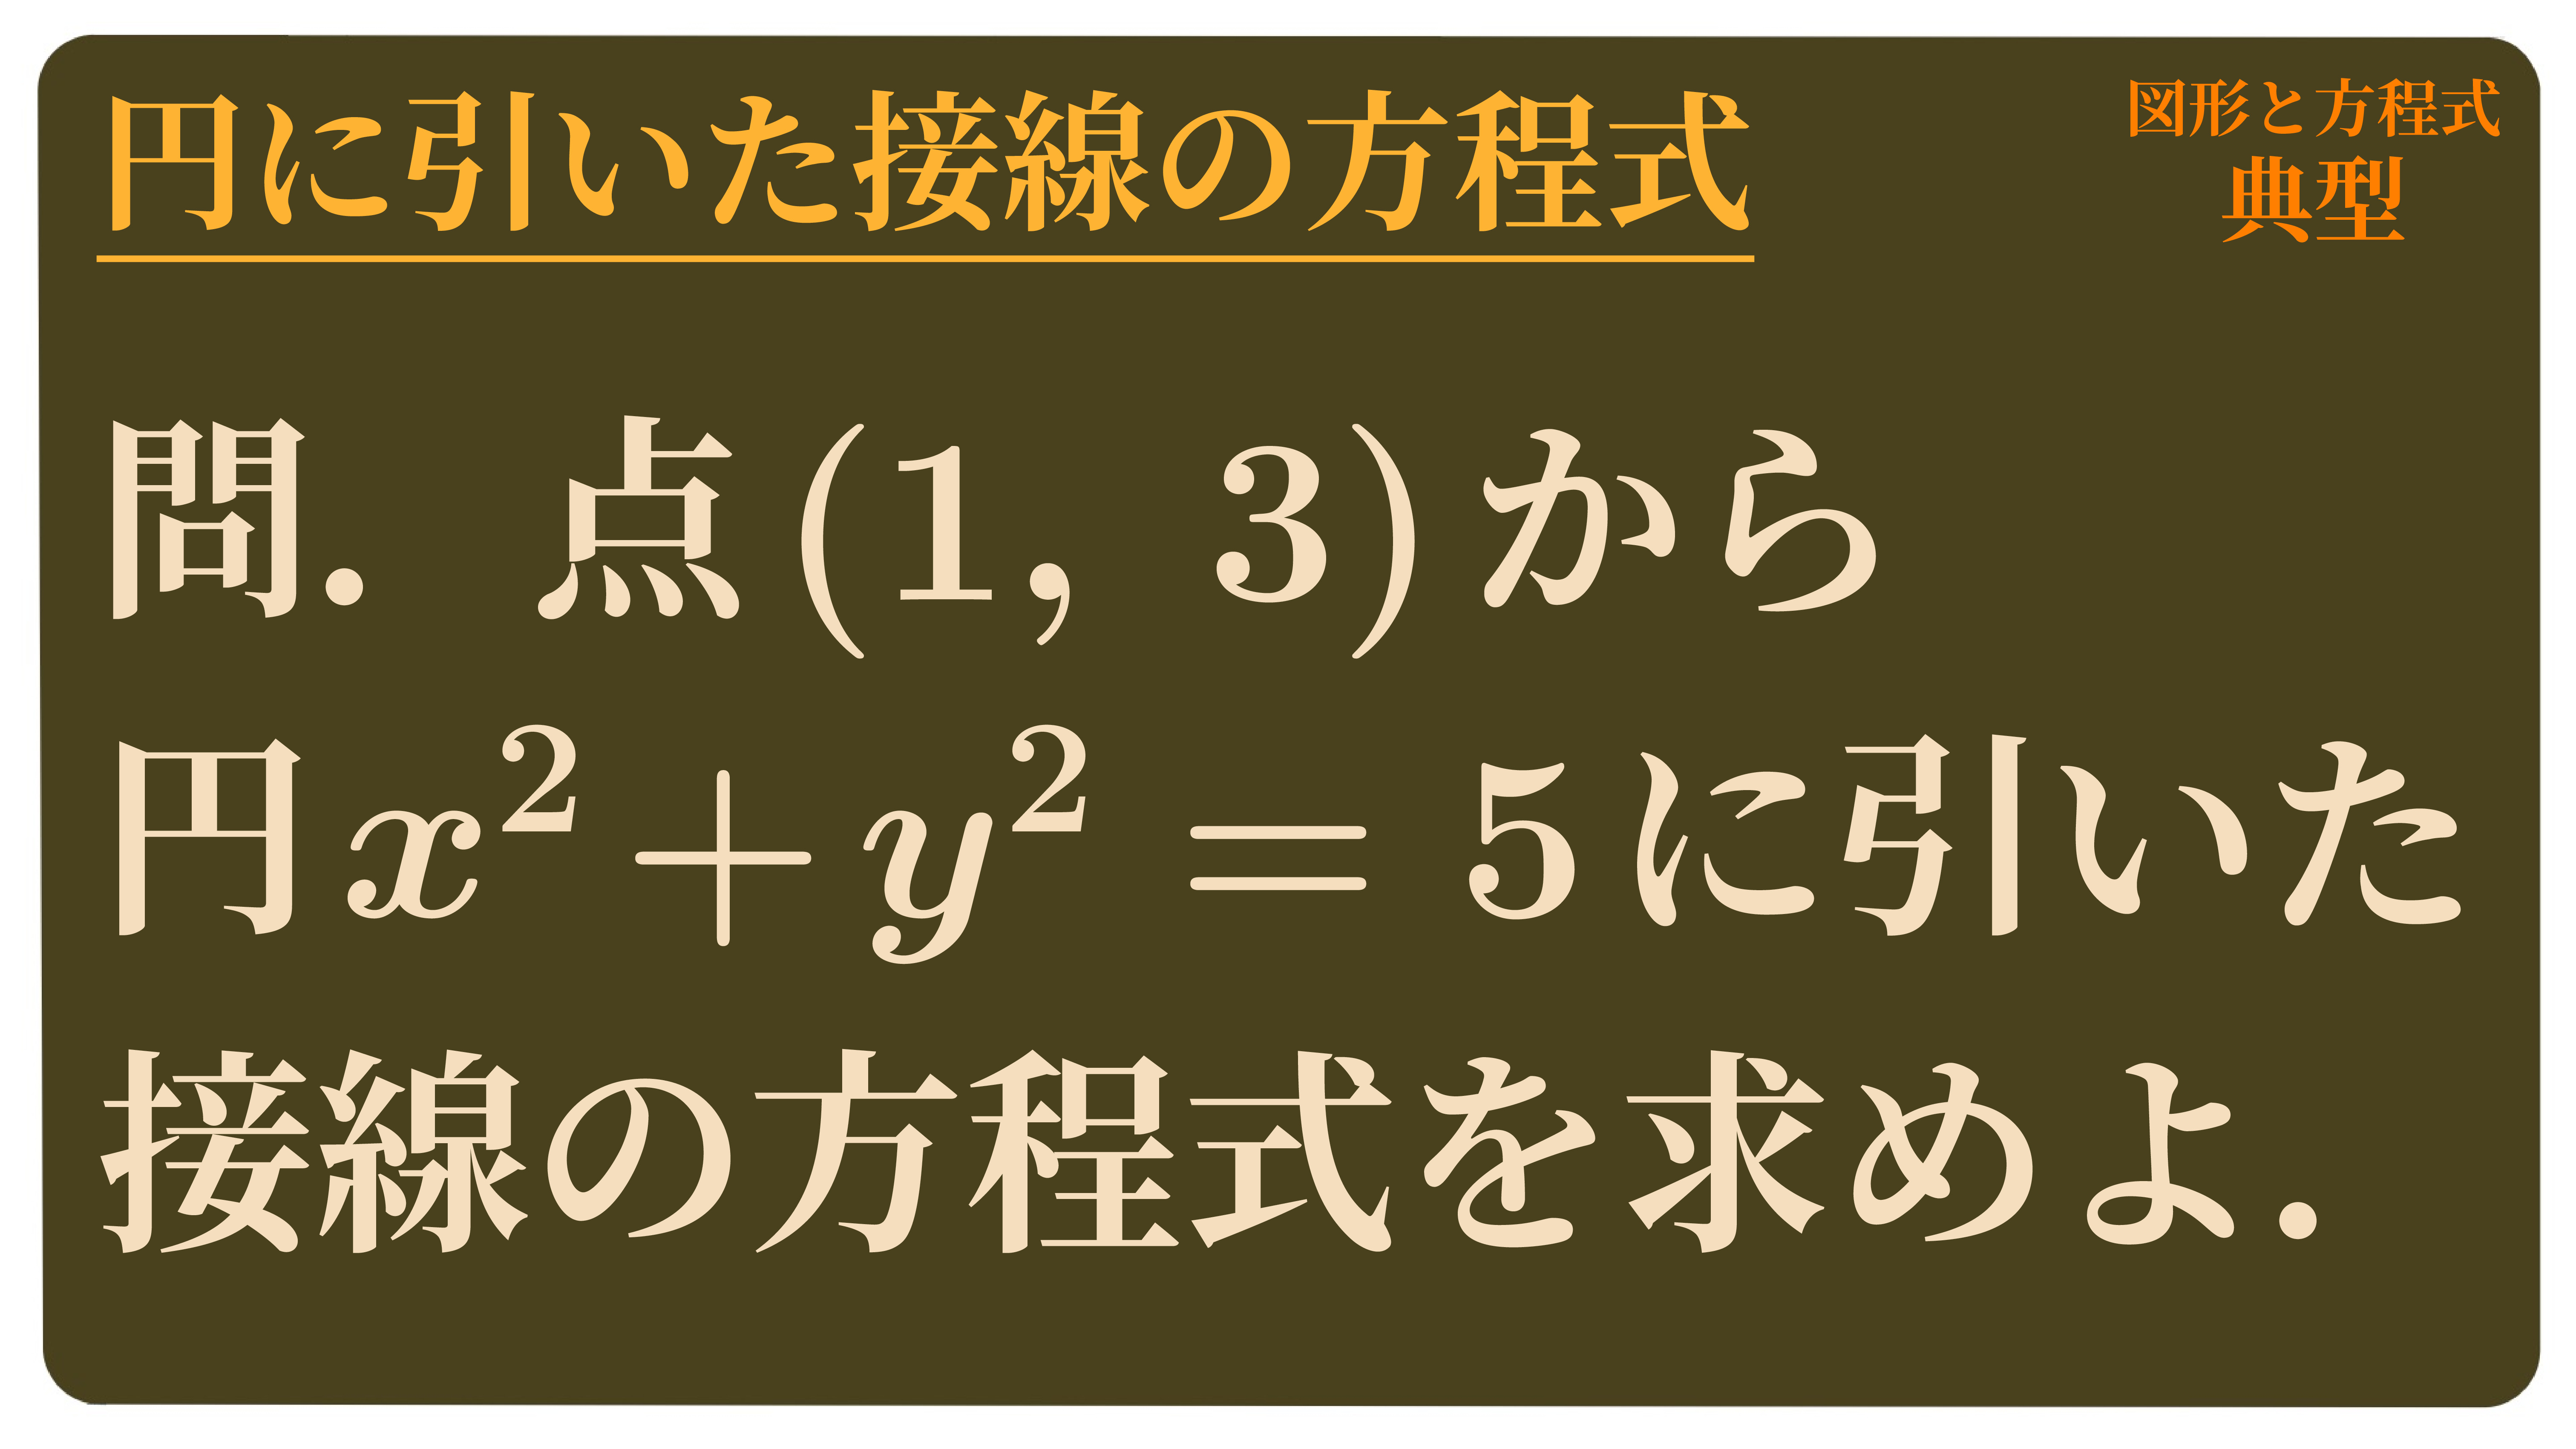 円に引いた接線の方程式
図形と方程式
典型
問. 点(1, 3)から
円x²+y² = 5に引いた
接線の方程式を求めよ.